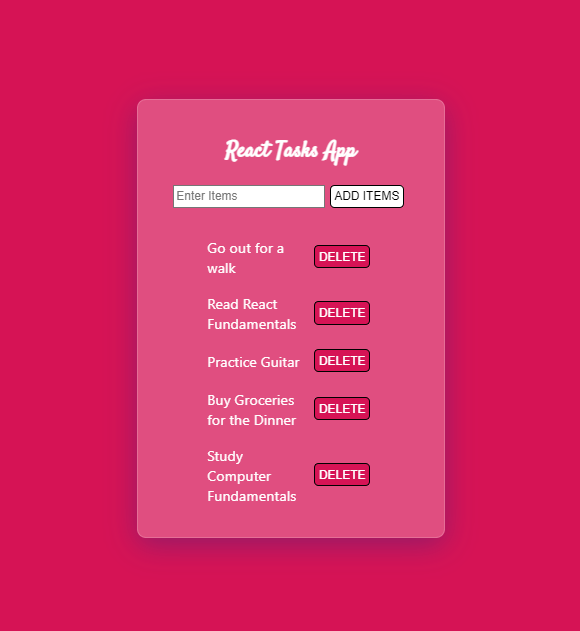 React Tasks App
Enter Items ADD ITEMS
Go out for a
walk
DELETE
Read React
Fundamentals
DELETE
Practice Guitar DELETE
Buy Groceries
for the Dinner
DELETE
Study
Computer
Fundamentals
DELETE